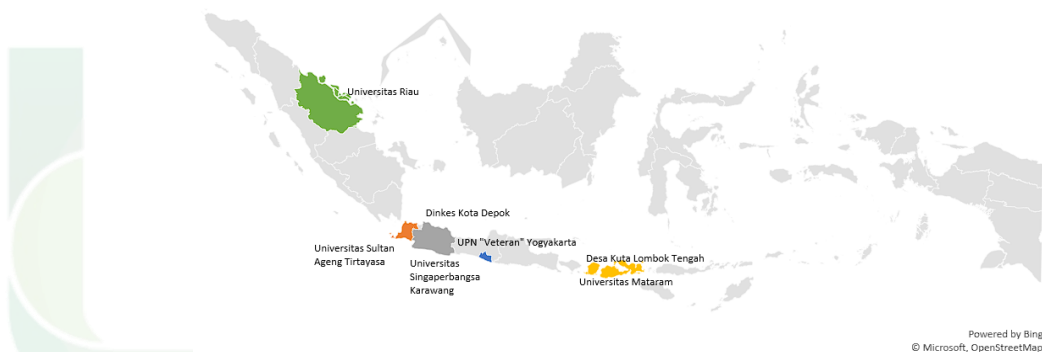 Universitas Riau
Dinkes Kota Depok
Universitas Sultan
Ageng Tirtayasa
UPN "Veteran" Yogyakarta
Universitas
Singaperbangsa
Karawang
Desa Kuta Lombok Tengah
Universitas Mataram
Powered by Bing
© Microsoft, OpenStreetMap